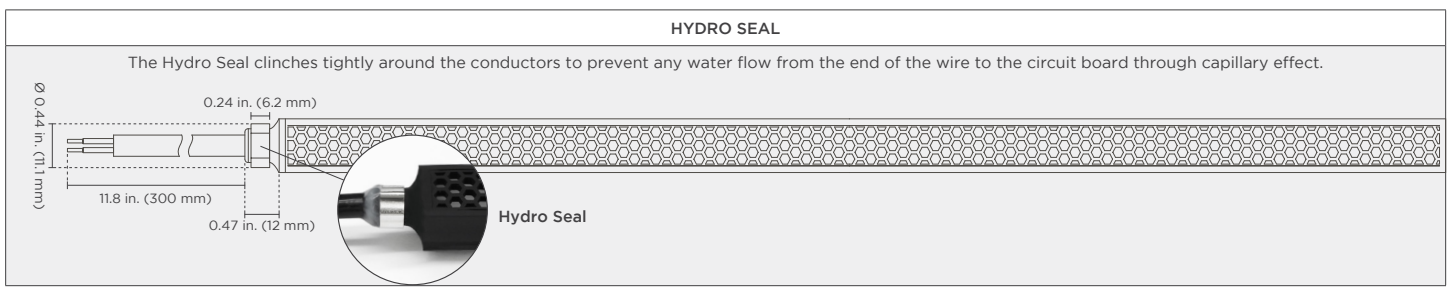 HYDRO SEAL
The Hydro Seal clinches tightly around the conductors to prevent any water flow from the end of the wire to the circuit board through capillary effect.
Ø 0.44 in. (11.1 mm)
0.24 in. (6.2 mm)
11.8 in. (300 mm)
0.47 in. (12 mm)
Hydro Seal